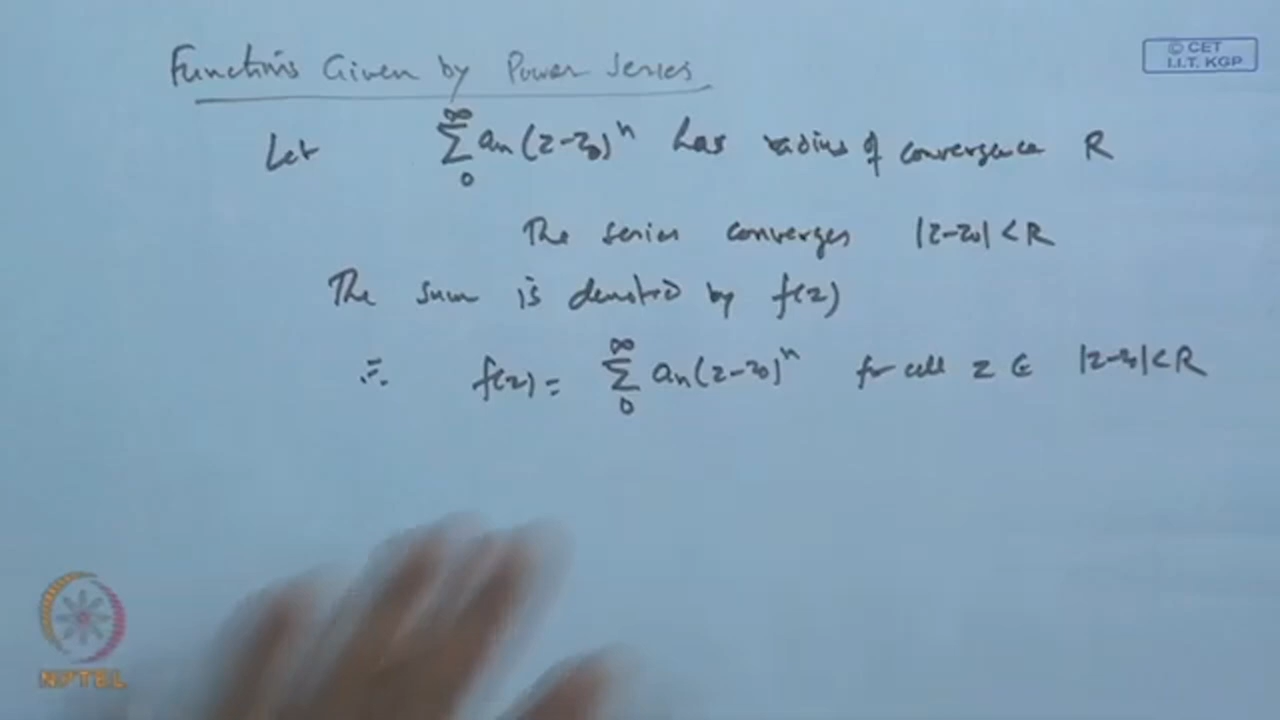 Functions Given by Power Series
© CET
I.I.T. KGP
Let ∑₀^∞ aₙ(z-z₀)ⁿ has radius of convergence R
The series converges |z-z₀|<R
The sum is denoted by f(z)
∴ f(z) = ∑₀^∞ aₙ(z-z₀)ⁿ for all z ∈ |z-z₀|<R
NPTEL